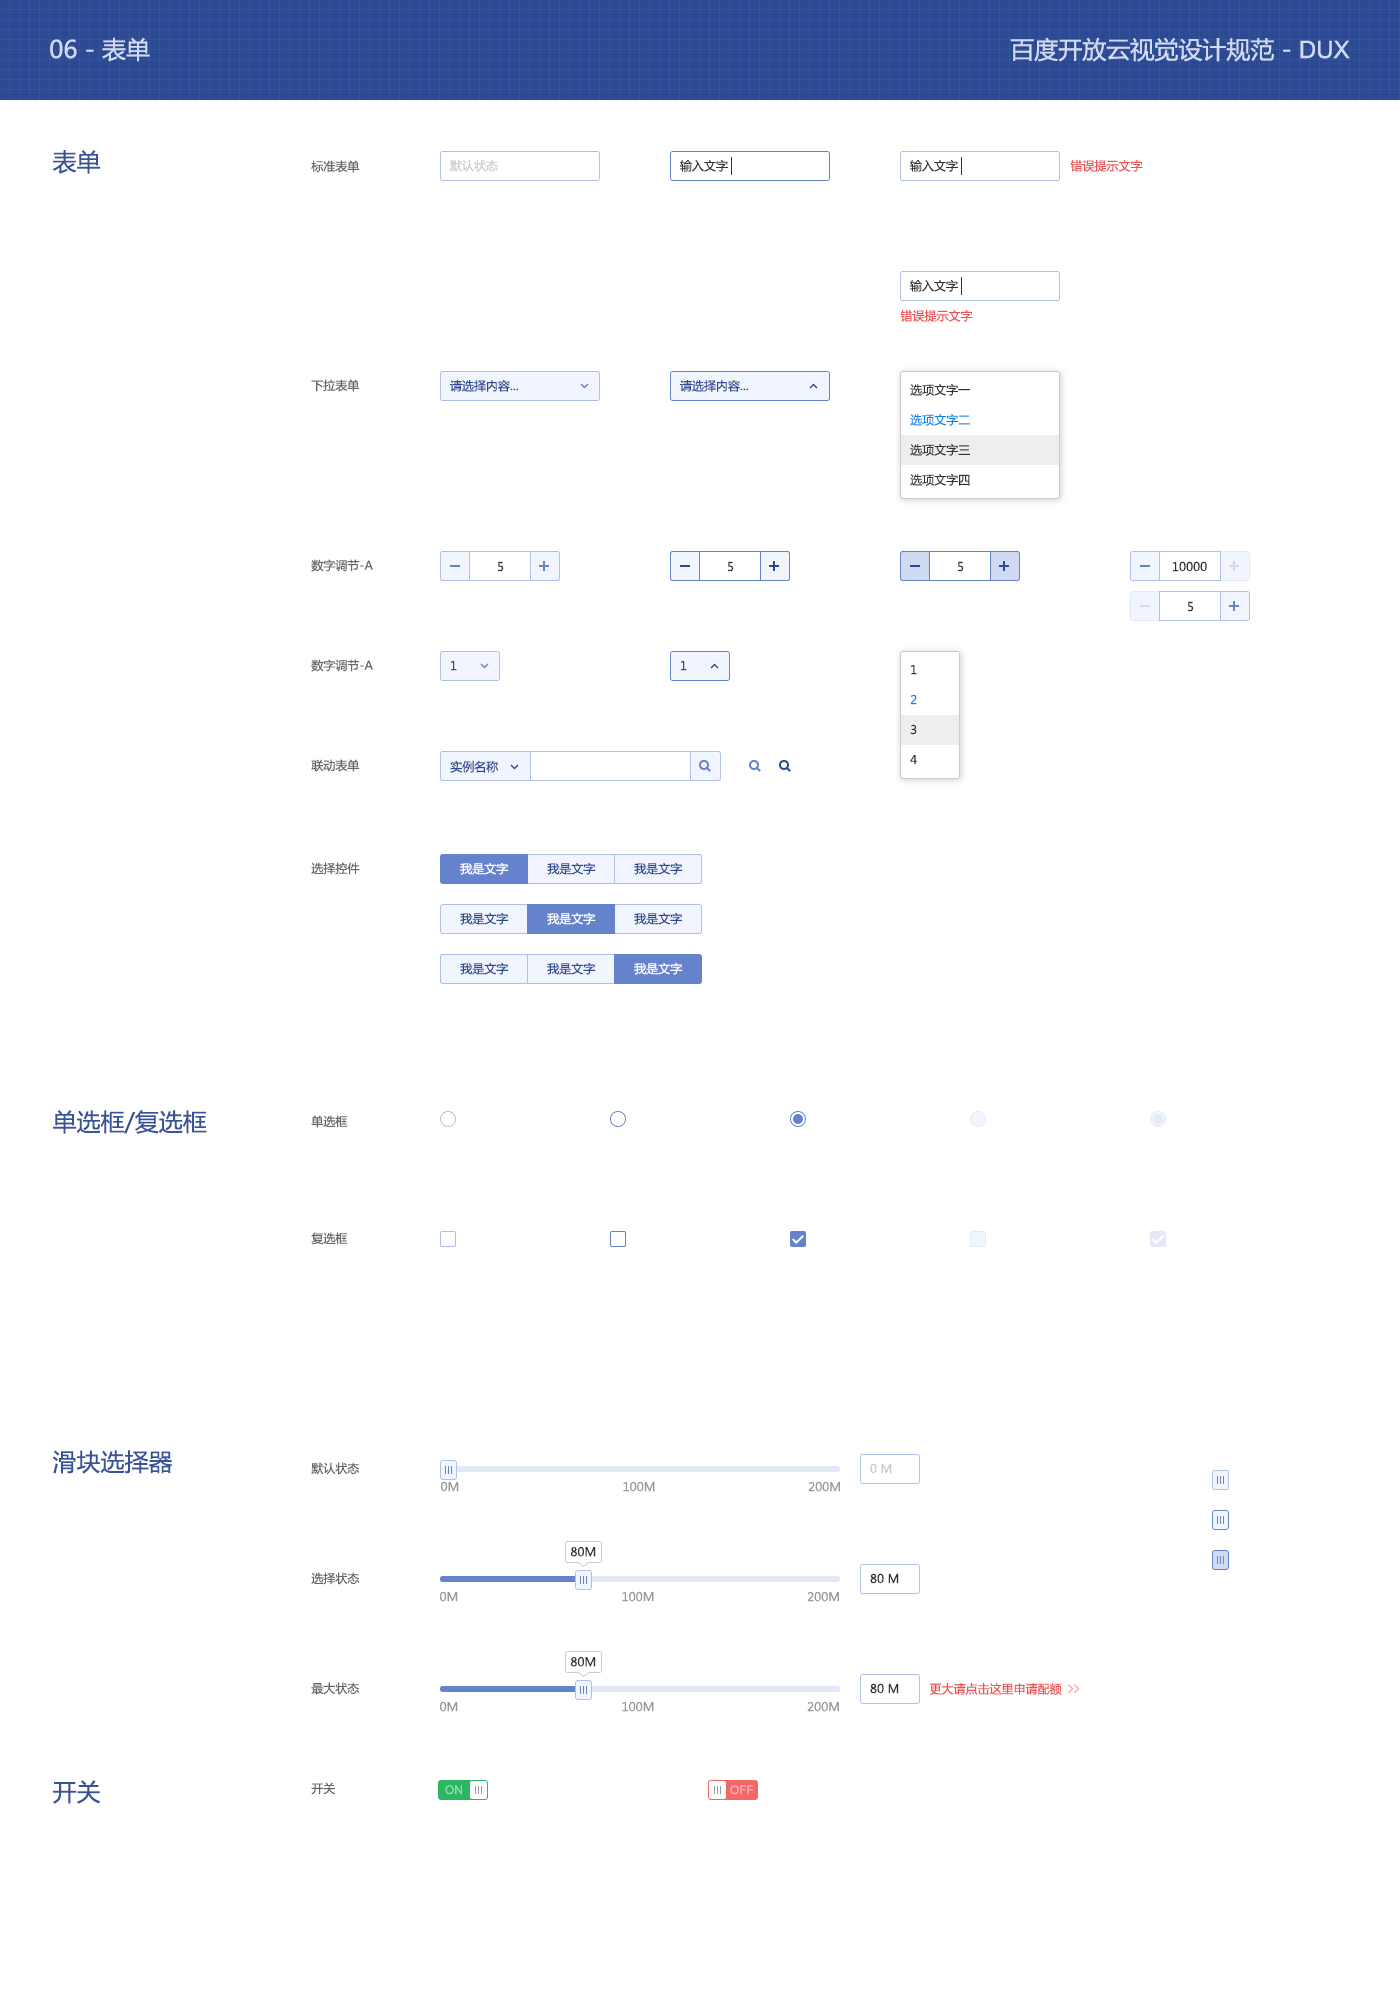 06 - 表单
百度开放云视觉设计规范 - DUX
表单
标准表单
默认状态
输入文字
输入文字
错误提示文字
输入文字
错误提示文字
下拉表单
请选择内容...
请选择内容...
选项文字一
选项文字二
选项文字三
选项文字四
数字调节-A
5
5
5
10000
5
数字调节-A
1
1
1
2
3
4
联动表单
实例名称
选择控件
我是文字 我是文字 我是文字
我是文字 我是文字 我是文字
我是文字 我是文字 我是文字
单选框/复选框
单选框
复选框
滑块选择器
默认状态
0M 100M 200M
0 M
选择状态
80M
0M 100M 200M
80 M
最大状态
80M
0M 100M 200M
80 M
更大请点击这里申请配额 >>
开关
开关
ON
OFF